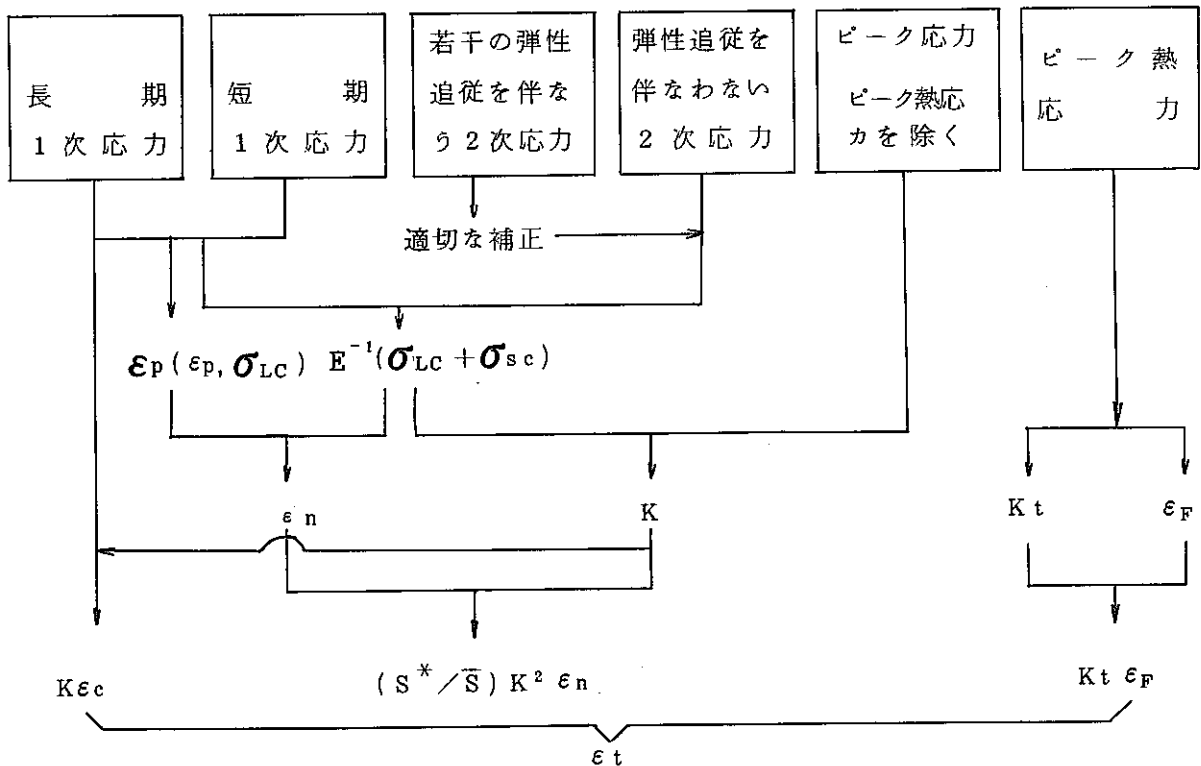 長期
1次応力
短期
1次応力
若干の弾性
追従を伴な
う2次応力
弾性追従を
伴なわない
2次応力
ピーク応力
ピーク熱応
力を除く
ピーク熱
応力
適切な補正
εp(εp,σLC) E⁻¹(σLC+σsc)
εn
K
Kt
εF
Kεc
(S*/S̅)K²εn
Kt εF
εt